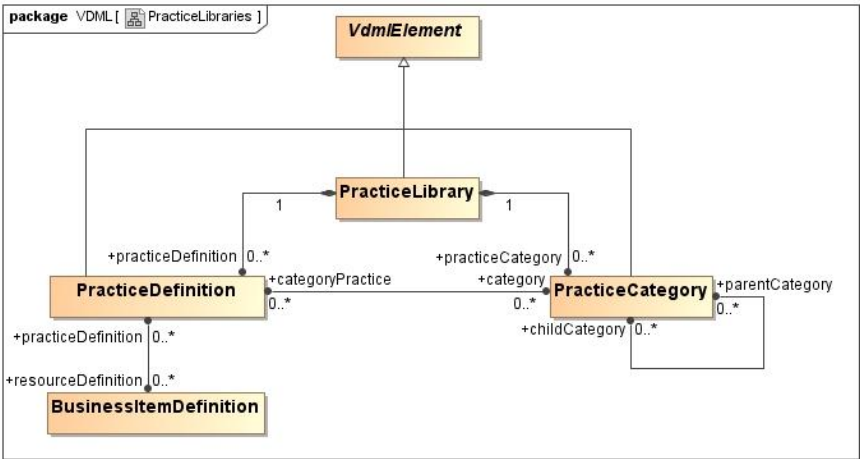 package VDML [ PracticeLibraries ]
VdmlElement
PracticeLibrary
1
1
+practiceDefinition 0..*
+practiceCategory 0..*
+categoryPractice
+category
PracticeDefinition
0..*
0..*
PracticeCategory
+parentCategory
0..*
+practiceDefinition 0..*
+childCategory 0..*
+resourceDefinition 0..*
BusinessItemDefinition